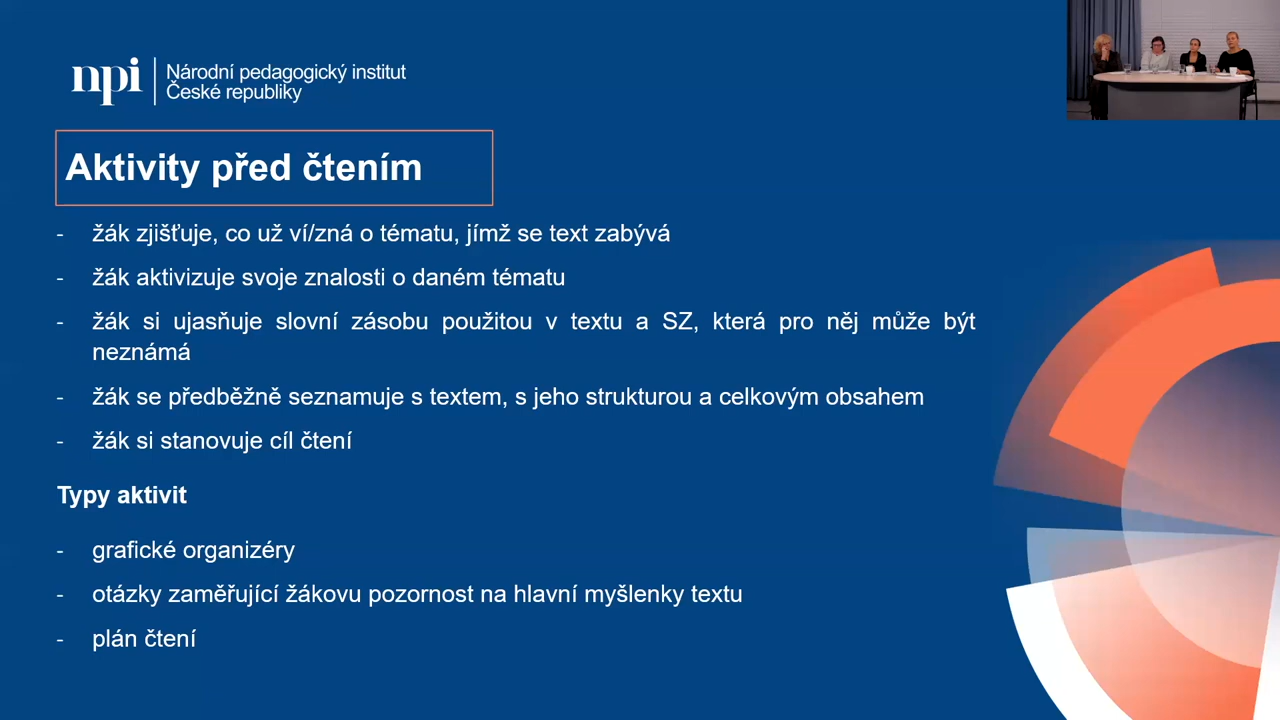 npi
Národní pedagogický institut
České republiky
Aktivity před čtením
- žák zjišťuje, co už ví/zná o tématu, jímž se text zabývá
- žák aktivizuje svoje znalosti o daném tématu
- žák si ujasňuje slovní zásobu použitou v textu a SZ, která pro něj může být
neznámá
- žák se předběžně seznamuje s textem, s jeho strukturou a celkovým obsahem
- žák si stanovuje cíl čtení
Typy aktivit
- grafické organizéry
- otázky zaměřující žákovu pozornost na hlavní myšlenky textu
- plán čtení